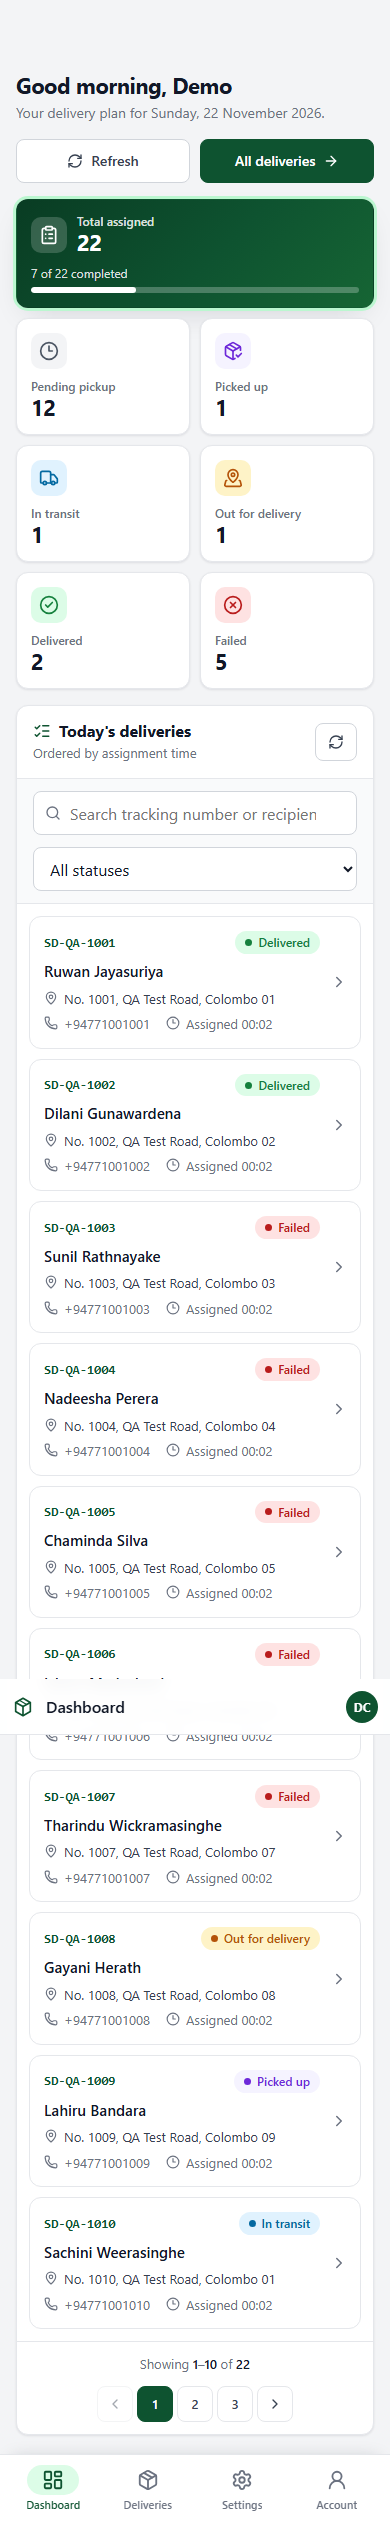 Good morning, Demo
Your delivery plan for Sunday, 22 November 2026.
Refresh
All deliveries
Total assigned
22
7 of 22 completed
Pending pickup
12
Picked up
1
In transit
1
Out for delivery
1
Delivered
2
Failed
5
Today's deliveries
Ordered by assignment time
Search tracking number or recipien
All statuses
SD-QA-1001
Delivered
Ruwan Jayasuriya
No. 1001, QA Test Road, Colombo 01
+94771001001 Assigned 00:02
SD-QA-1002
Delivered
Dilani Gunawardena
No. 1002, QA Test Road, Colombo 02
+94771001002 Assigned 00:02
SD-QA-1003
Failed
Sunil Rathnayake
No. 1003, QA Test Road, Colombo 03
+94771001003 Assigned 00:02
SD-QA-1004
Failed
Nadeesha Perera
No. 1004, QA Test Road, Colombo 04
+94771001004 Assigned 00:02
SD-QA-1005
Failed
Chaminda Silva
No. 1005, QA Test Road, Colombo 05
+94771001005 Assigned 00:02
SD-QA-1006
Failed
Dashboard
DC
+94771001006 Assigned 00:02
SD-QA-1007
Failed
Tharindu Wickramasinghe
No. 1007, QA Test Road, Colombo 07
+94771001007 Assigned 00:02
SD-QA-1008
Out for delivery
Gayani Herath
No. 1008, QA Test Road, Colombo 08
+94771001008 Assigned 00:02
SD-QA-1009
Picked up
Lahiru Bandara
No. 1009, QA Test Road, Colombo 09
+94771001009 Assigned 00:02
SD-QA-1010
In transit
Sachini Weerasinghe
No. 1010, QA Test Road, Colombo 01
+94771001010 Assigned 00:02
Showing 1–10 of 22
1 2 3
Dashboard Deliveries Settings Account